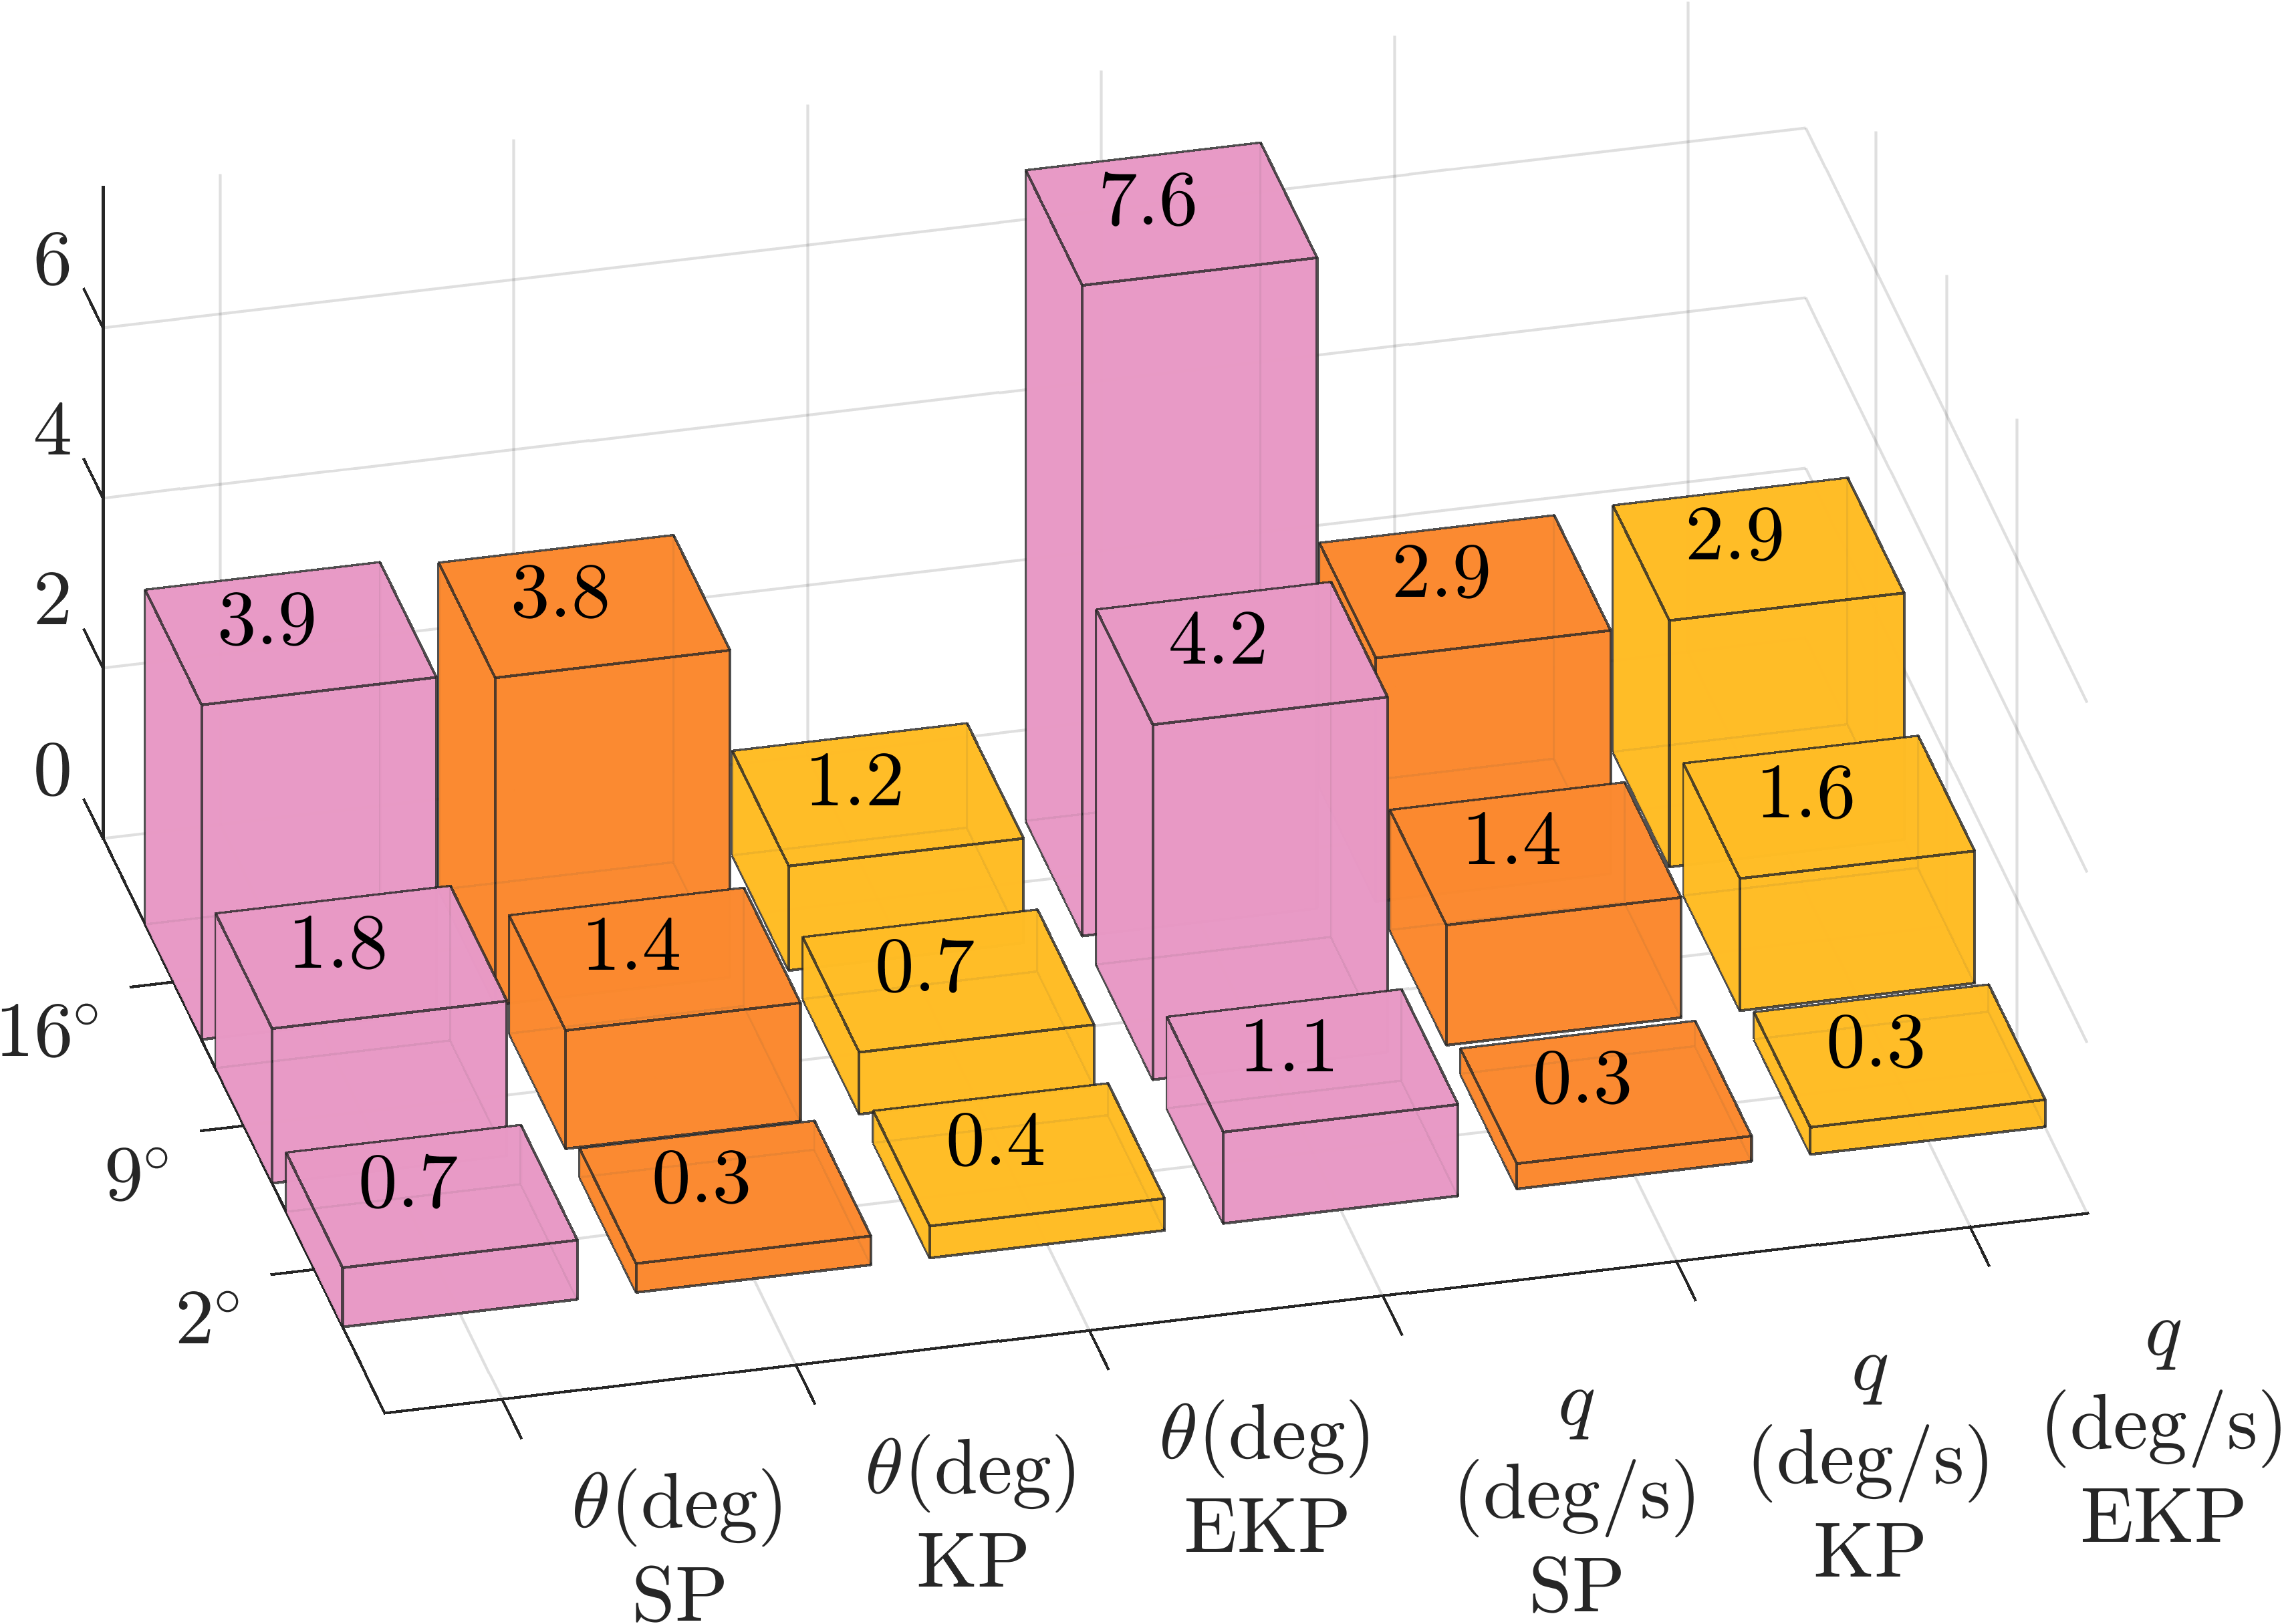 7.6
6
4
2
0
3.9
3.8
1.2
2.9
2.9
1.8
1.4
0.7
4.2
1.4
1.6
0.7
0.3
0.4
1.1
0.3
0.3
16°
9°
2°
θ(deg)
SP
θ(deg)
KP
θ(deg)
EKP
q
(deg/s)
SP
q
(deg/s)
KP
q
(deg/s)
EKP